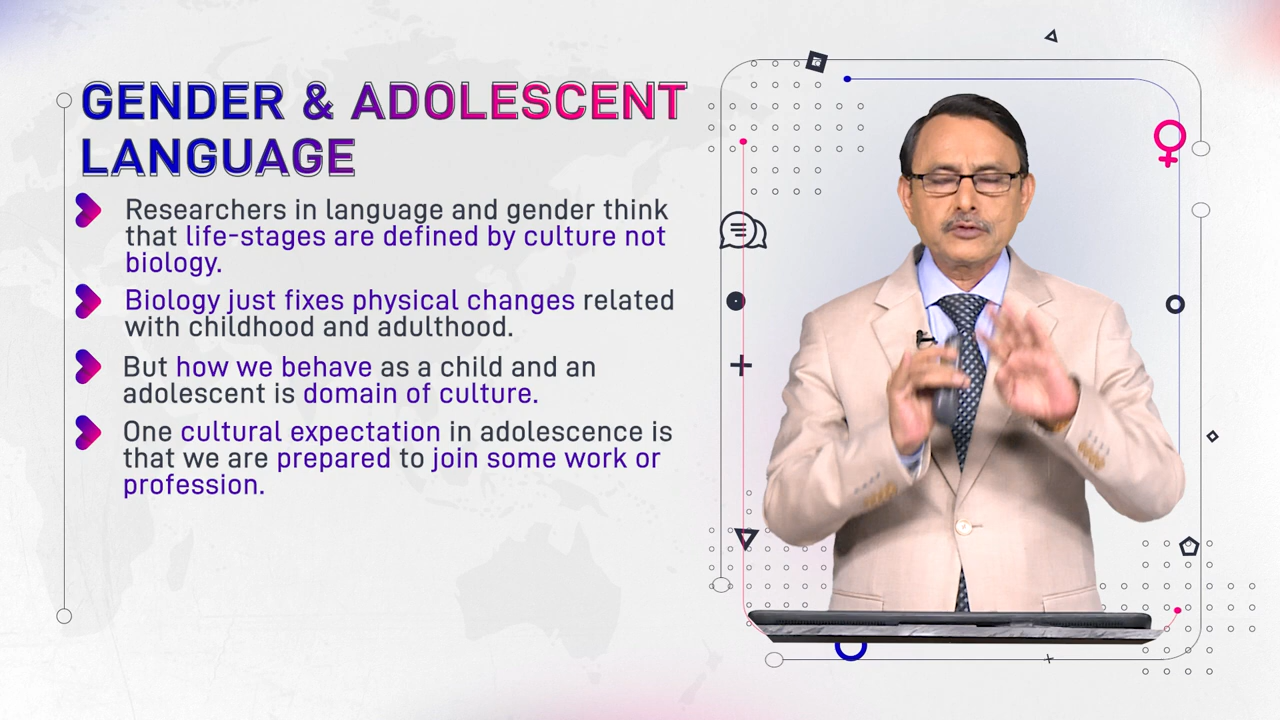 GENDER & ADOLESCENT
LANGUAGE
Researchers in language and gender think
that life-stages are defined by culture not
biology.
Biology just fixes physical changes related
with childhood and adulthood.
But how we behave as a child and an
adolescent is domain of culture.
One cultural expectation in adolescence is
that we are prepared to join some work or
profession.